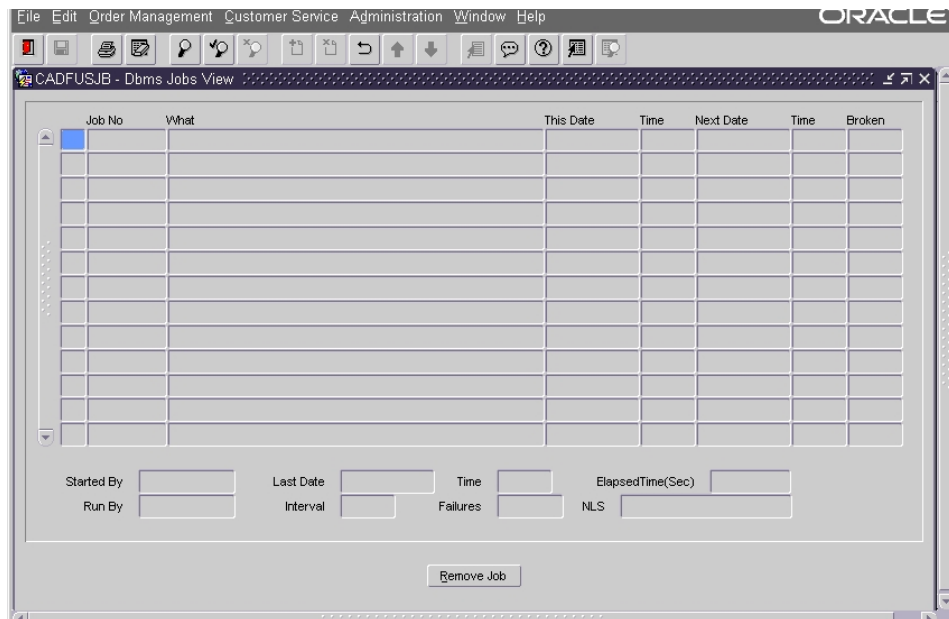 File Edit Order Management Customer Service Administration Window Help ORACLE
CADFUSJB - Dbms Jobs View
Job No What This Date Time Next Date Time Broken
Started By Last Date Time ElapsedTime(Sec)
Run By Interval Failures NLS
Remove Job